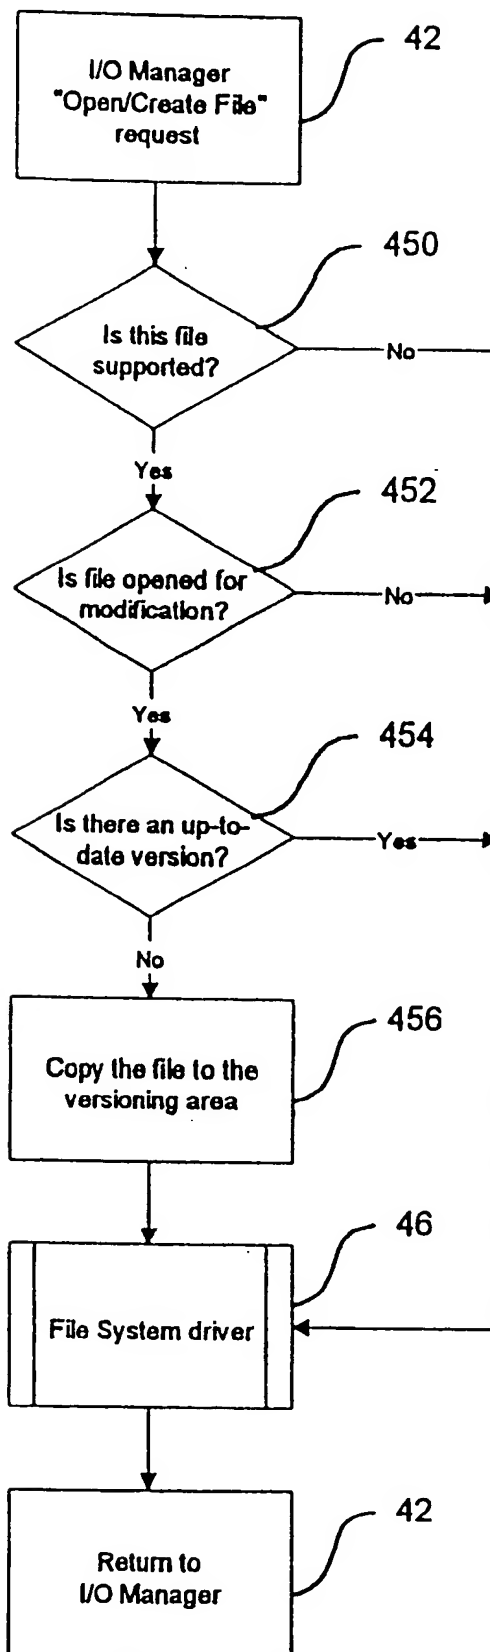 I/O Manager
"Open/Create File"
request
42
450
Is this file
supported?
No
Yes
452
Is file opened for
modification?
No
Yes
454
Is there an up-to-
date version?
Yes
No
456
Copy the file to the
versioning area
46
File System driver
42
Return to
I/O Manager